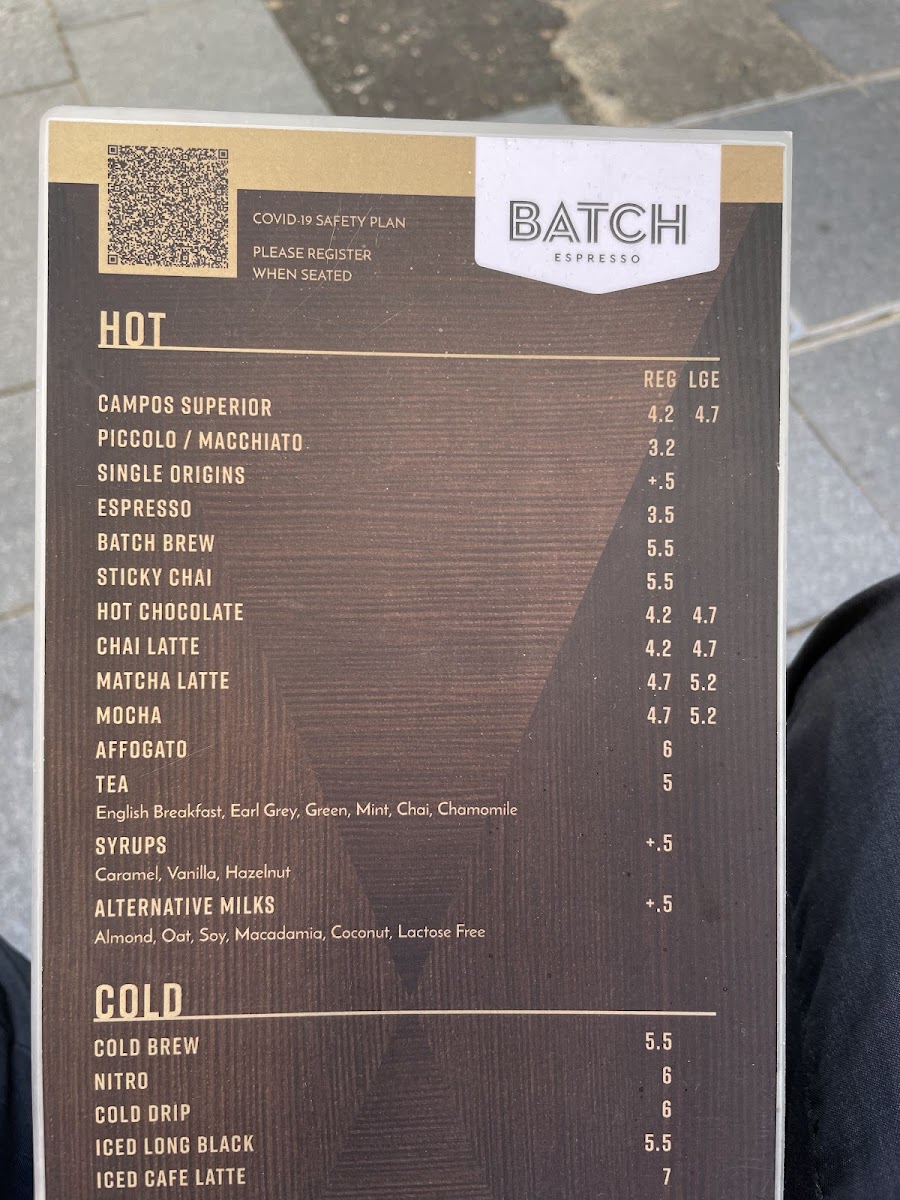 COVID-19 SAFETY PLAN
PLEASE REGISTER
WHEN SEATED
BATCH
ESPRESSO
HOT
REG LGE
CAMPOS SUPERIOR 4.2 4.7
PICCOLO / MACCHIATO 3.2
SINGLE ORIGINS +.5
ESPRESSO 3.5
BATCH BREW 5.5
STICKY CHAI 5.5
HOT CHOCOLATE 4.2 4.7
CHAI LATTE 4.2 4.7
MATCHA LATTE 4.7 5.2
MOCHA 4.7 5.2
AFFOGATO 6
TEA 5
English Breakfast, Earl Grey, Green, Mint, Chai, Chamomile
SYRUPS +.5
Caramel, Vanilla, Hazelnut
ALTERNATIVE MILKS +.5
Almond, Oat, Soy, Macadamia, Coconut, Lactose Free
COLD
COLD BREW 5.5
NITRO 6
COLD DRIP 6
ICED LONG BLACK 5.5
ICED CAFE LATTE 7